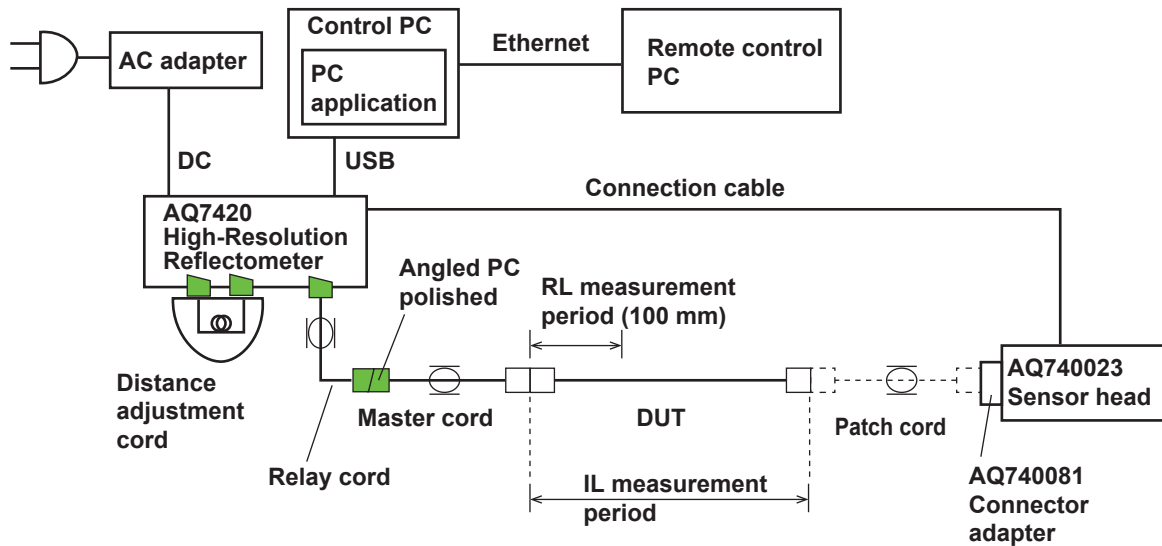 Control PC
Ethernet
Remote control
PC
AC adapter
PC
application
DC
USB
Connection cable
AQ7420
High-Resolution
Reflectometer
Angled PC
polished
RL measurement
period (100 mm)
AQ740023
Sensor head
Distance
adjustment
cord
Master cord
DUT
Patch cord
Relay cord
IL measurement
period
AQ740081
Connector
adapter